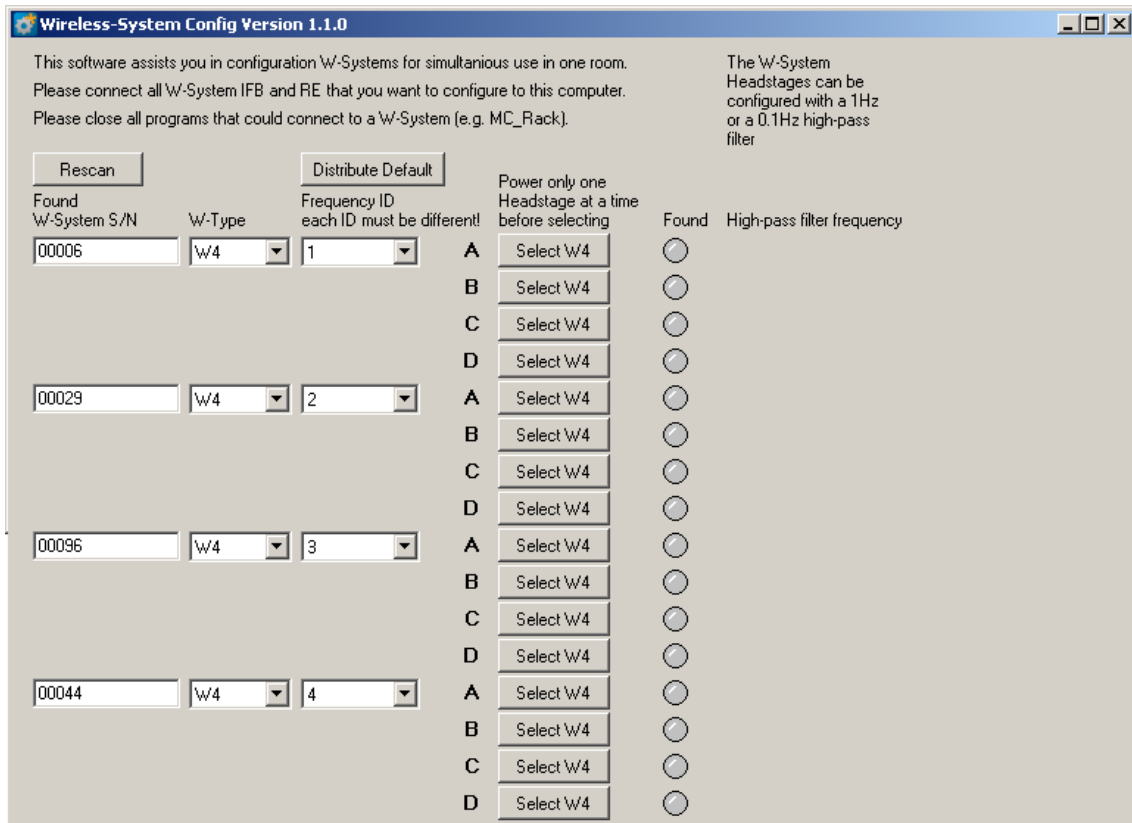 Wireless-System Config Version 1.1.0
This software assists you in configuration W-Systems for simultanious use in one room.
Please connect all W-System IFB and RE that you want to configure to this computer.
Please close all programs that could connect to a W-System (e.g. MC_Rack).
The W-System
Headstages can be
configured with a 1Hz
or a 0.1Hz high-pass
filter
Rescan
Distribute Default
Found
W-System S/N
W-Type
Frequency ID
each ID must be different!
Power only one
Headstage at a time
before selecting
Found
High-pass filter frequency
00006 W4 1 A Select W4
B Select W4
C Select W4
D Select W4
00029 W4 2 A Select W4
B Select W4
C Select W4
D Select W4
00096 W4 3 A Select W4
B Select W4
C Select W4
D Select W4
00044 W4 4 A Select W4
B Select W4
C Select W4
D Select W4